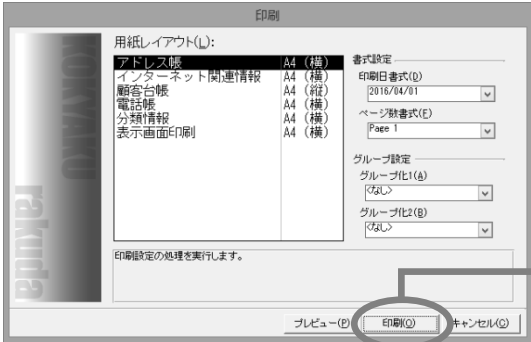 印刷
用紙レイアウト(L):
アドレス帳 A4 (横)
インターネット関連情報 A4 (横)
顧客台帳 A4 (縦)
電話帳 A4 (横)
分類情報 A4 (横)
表示画面印刷 A4 (横)
書式設定
印刷日書式(D)
2016/04/01
ページ数書式(F)
Page 1
グループ設定
グループ化1(A)
<なし>
グループ化2(B)
<なし>
印刷設定の処理を実行します。
プレビュー(P) 印刷(O) キャンセル(C)
KOKYAKU
rakuda